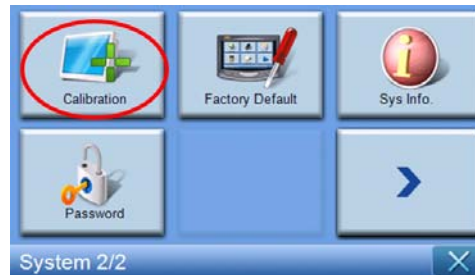 Calibration
Factory Default
Sys Info.
Password
System 2/2